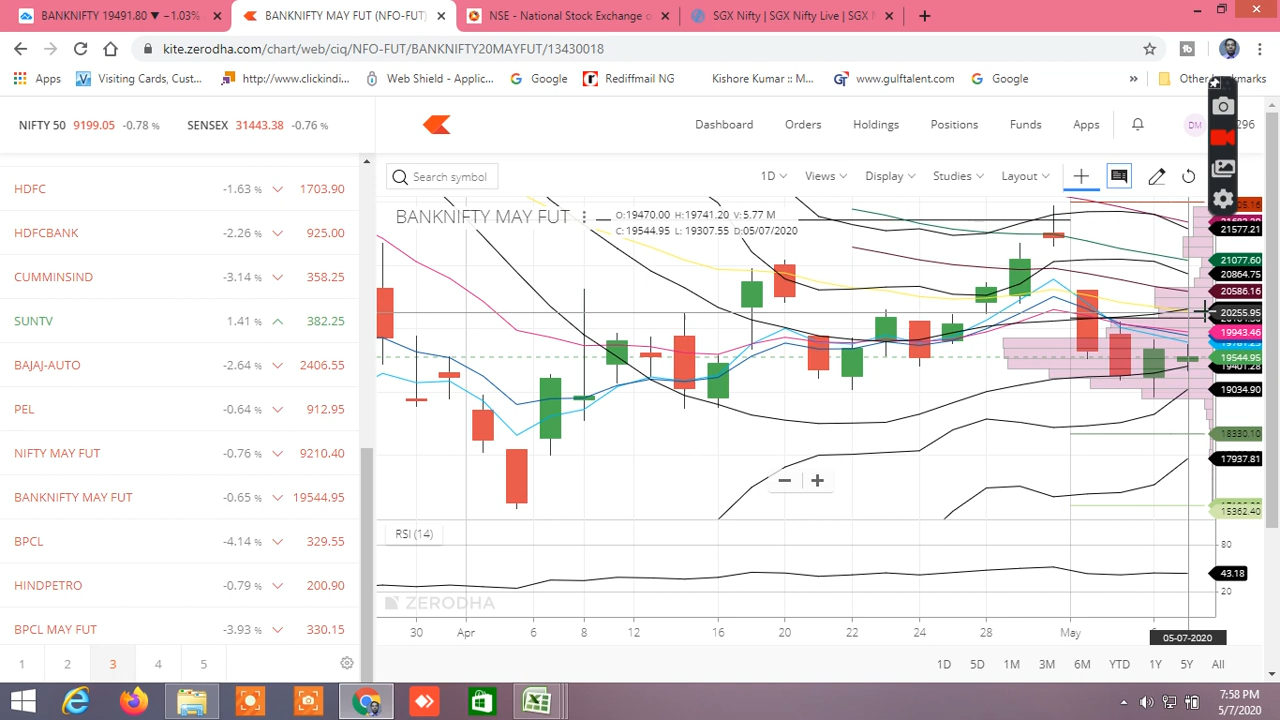 BANKNIFTY 19491.80 ▼ −1.03% ×
BANKNIFTY MAY FUT (NFO-FUT) ×
NSE - National Stock Exchange o ×
SGX Nifty | SGX Nifty Live | SGX N ×
kite.zerodha.com/chart/web/ciq/NFO-FUT/BANKNIFTY20MAYFUT/13430018
Apps
Visiting Cards, Cust...
http://www.clickindi...
Web Shield - Applic...
Google
Rediffmail NG
Kishore Kumar :: M...
www.gulftalent.com
Google
»
Other bookmarks
NIFTY 50 9199.05 -0.78 %
SENSEX 31443.38 -0.76 %
Dashboard
Orders
Holdings
Positions
Funds
Apps
DM
296
HDFC -1.63 % 1703.90
HDFCBANK -2.26 % 925.00
CUMMINSIND -3.14 % 358.25
SUNTV 1.41 % 382.25
BAJAJ-AUTO -2.64 % 2406.55
PEL -0.64 % 912.95
NIFTY MAY FUT -0.76 % 9210.40
BANKNIFTY MAY FUT -0.65 % 19544.95
BPCL -4.14 % 329.55
HINDPETRO -0.79 % 200.90
BPCL MAY FUT -3.93 % 330.15
1 2 3 4 5
Search symbol
1D
Views
Display
Studies
Layout
BANKNIFTY MAY FUT
O:19470.00 H:19741.20 V:5.77 M
C:19544.95 L: 19307.55 D:05/07/2020
21577.21
21077.60
20864.75
20586.16
20255.95
19943.46
19544.95
19401.28
19034.90
18330.10
17937.81
15362.40
RSI (14)
80
43.18
20
ZERODHA
30 Apr 6 8 12 16 20 22 24 28 May
05-07-2020
1D 5D 1M 3M 6M YTD 1Y 5Y All
7:58 PM
5/7/2020